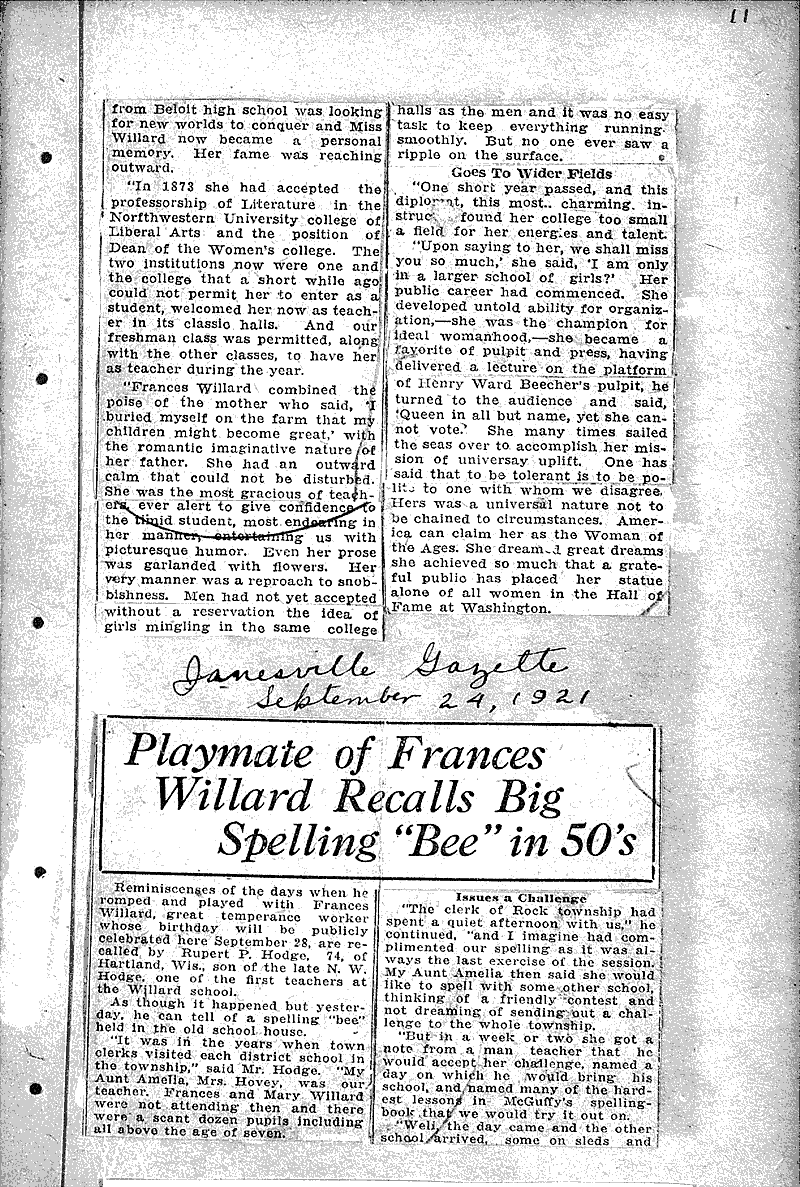 11
from Beloit high school was looking
for new worlds to conquer and Miss
Willard now became a personal
memory. Her fame was reaching
outward.
"In 1873 she had accepted the
professorship of Literature in the
Norfthwestern University college of
Liberal Arts and the position of
Dean of the Women's college. The
two institutions now were one and
the college that a short while ago
could not permit her to enter as a
student, welcomed her now as teach-
er in its classic halls. And our
freshman class was permitted, along
with the other classes, to have her
as teacher during the year.
"Frances Willard combined the
poise of the mother who said, 'I
buried myself on the farm that my
children might become great,' with
the romantic imaginative nature of
her father. She had an outward
calm that could not be disturbed.
She was the most gracious of teach-
ers, ever alert to give confidence to
the timid student, most endearing in
her manner, entertaining us with
picturesque humor. Even her prose
was garlanded with flowers. Her
very manner was a reproach to snob-
bishness. Men had not yet accepted
without a reservation the idea of
girls mingling in the same college
halls as the men and it was no easy
task to keep everything running
smoothly. But no one ever saw a
ripple on the surface.
Goes To Wider Fields
"One short year passed, and this
this most charming, in-
found her college too small
a field for her energies and talent.
"Upon saying to her, we shall miss
you so much,' she said, 'I am only
in a larger school of girls?' Her
public career had commenced. She
developed untold ability for organiz-
ation,—she was the champion for
ideal womanhood,—she became a
favorite of pulpit and press, having
delivered a lecture on the platform
of Henry Ward Beecher's pulpit, he
turned to the audience and said,
'Queen in all but name, yet she can-
not vote.' She many times sailed
the seas over to accomplish her mis-
sion of universay uplift. One has
said that to be tolerant is to be po-
lite to one with whom we disagree.
Hers was a universal nature not to
be chained to circumstances. Amer-
ica can claim her as the Woman of
the Ages. She dreamed great dreams
she achieved so much that a grate-
ful public has placed her statue
alone of all women in the Hall of
Fame at Washington.
Janesville Gazette
September 24, 1921
Playmate of Frances
Willard Recalls Big
Spelling "Bee" in 50's
Reminiscenses of the days when he
romped and played with Frances
Willard, great temperance worker
whose birthday will be publicly
celebrated here September 28, are re-
called by Rupert P. Hodge, 74, of
Hartland, Wis., son of the late N. W.
Hodge, one of the first teachers at
the Willard school.
As though it happened but yester-
day, he can tell of a spelling "bee"
held in the old school house.
"It was in the years when town
clerks visited each district school in
the township," said Mr. Hodge. "My
Aunt Amelia, Mrs. Hovey, was our
teacher. Frances and Mary Willard
were not attending then and there
were a scant dozen pupils including
all above the age of seven.
Issues a Challenge
"The clerk of Rock township had
spent a quiet afternoon with us," he
continued, "and I imagine had com-
plimented our spelling as it was al-
ways the last exercise of the session.
My Aunt Amelia then said she would
like to spell with some other school,
thinking of a friendly contest and
not dreaming of sending out a chal-
lenge to the whole township.
"But in a week or two she got a
note from a man teacher that he
would accept her challenge, named a
day on which he would bring his
school, and named many of the hard-
est lessons in McGuffy's spelling-
book that we would try it out on.
"Well, the day came and the other
school arrived, some on sleds and